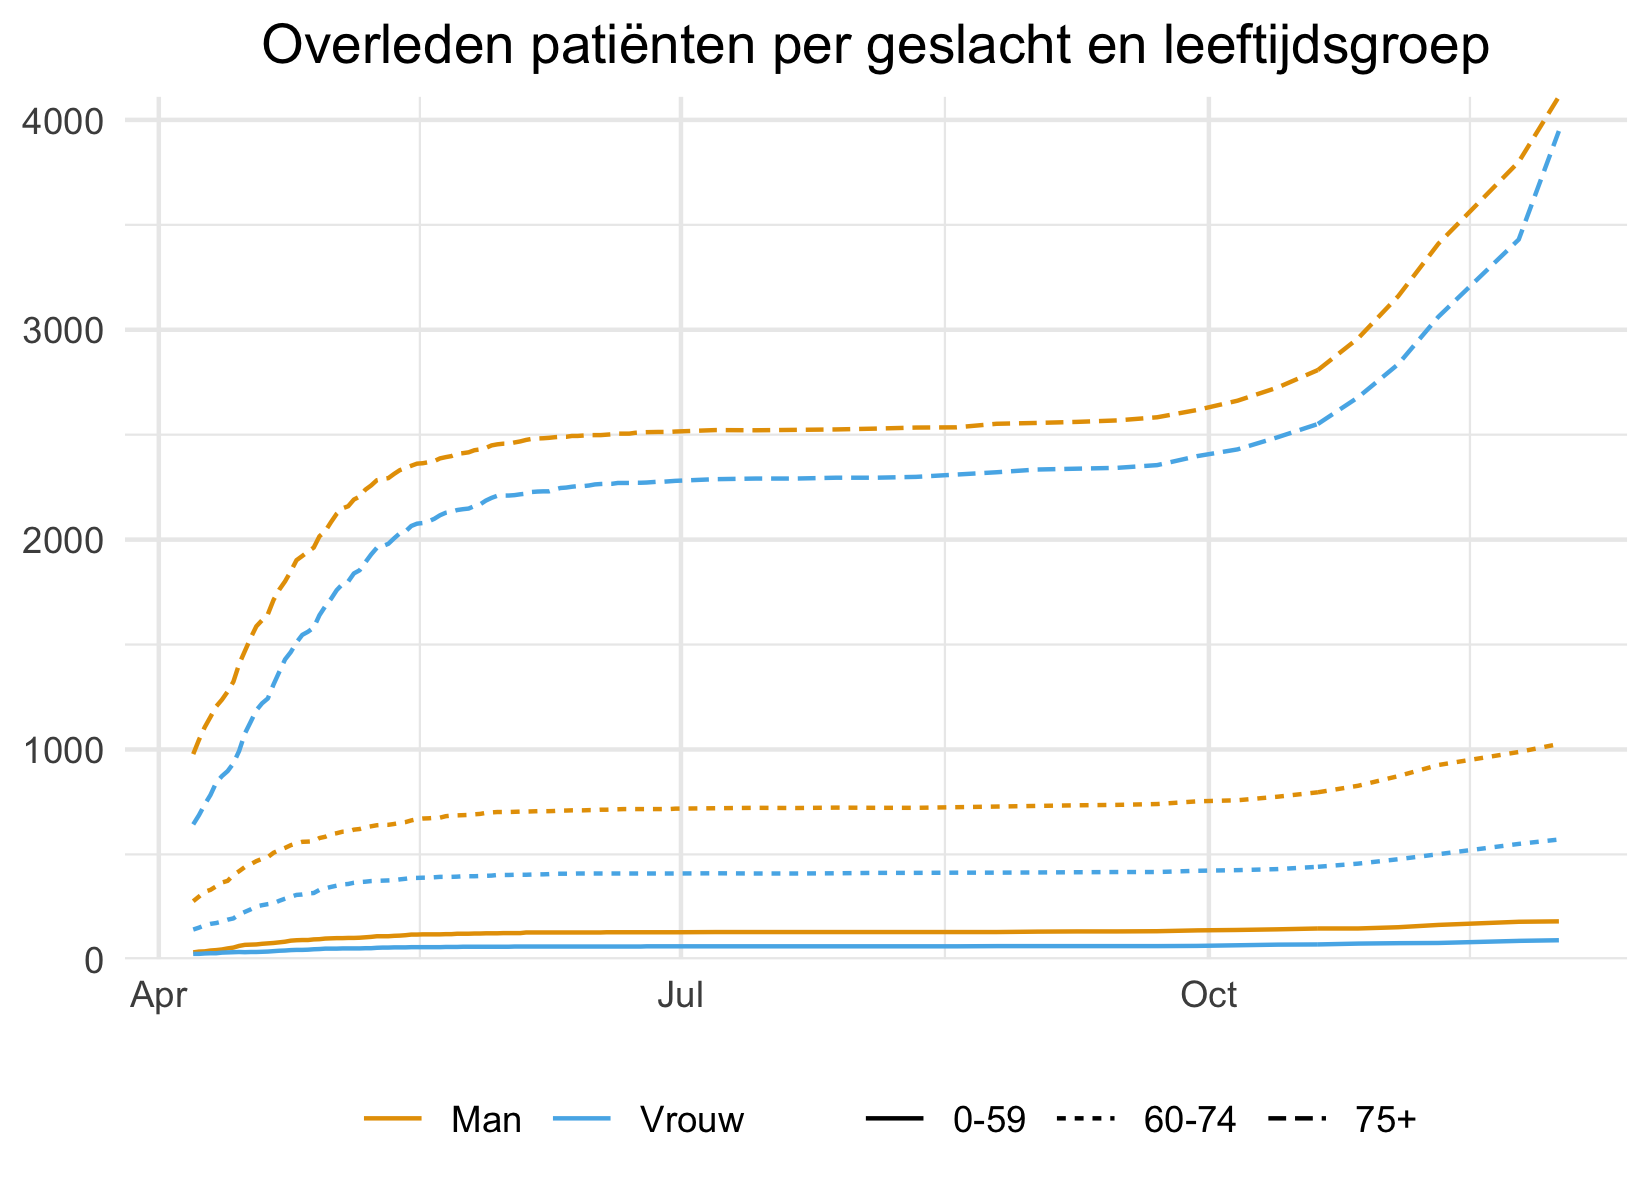 Overleden patiënten per geslacht en leeftijdsgroep
4000
3000
2000
1000
0
Apr Jul Oct
Man Vrouw 0-59 60-74 75+